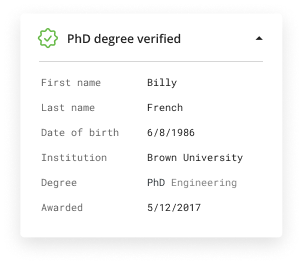 PhD degree verified
First name Billy
Last name French
Date of birth 6/8/1986
Institution Brown University
Degree PhD Engineering
Awarded 5/12/2017